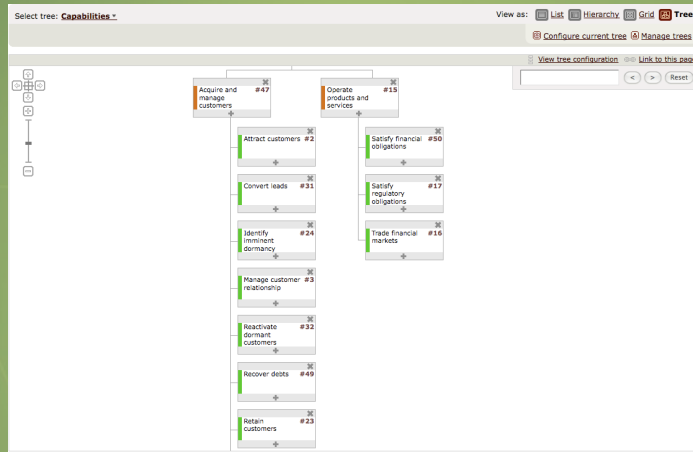 Select tree: Capabilities
View as: List Hierarchy Grid Tree
Configure current tree Manage trees
View tree configuration Link to this page
< > Reset
Acquire and #47
manage
customers
Operate #15
products and
services
Attract customers #2
Satisfy financial #50
obligations
Convert leads #31
Satisfy #17
regulatory
obligations
Identify #24
imminent
dormancy
Trade financial #16
markets
Manage customer #3
relationship
Reactivate #32
dormant
customers
Recover debts #49
Retain #23
customers